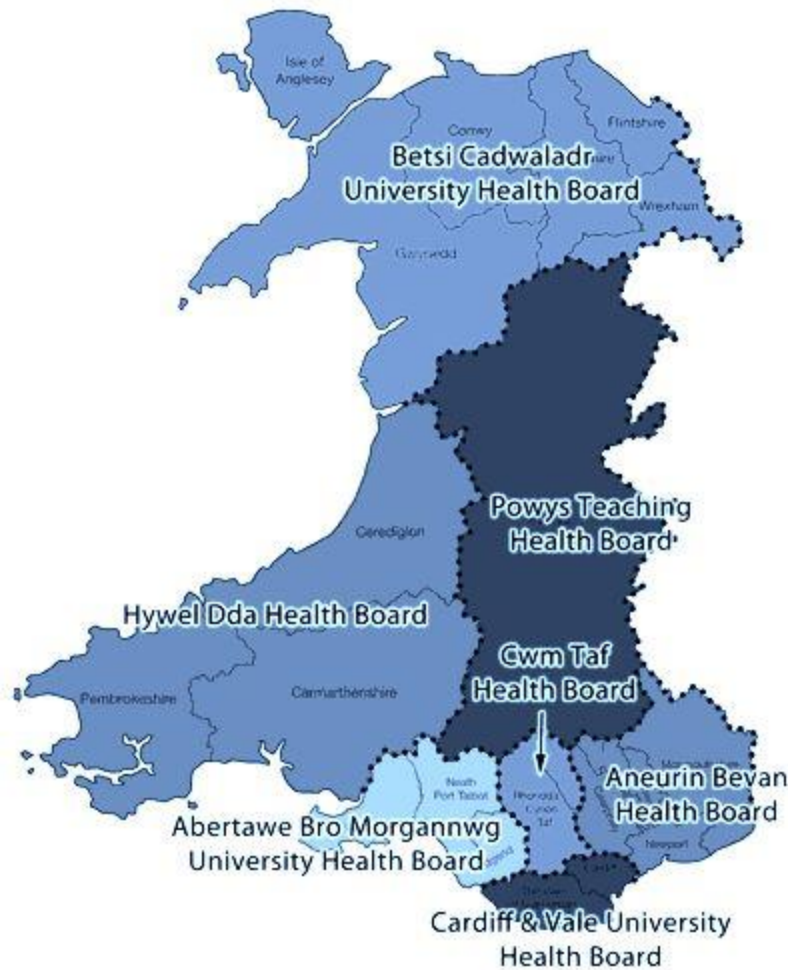 Isle of
Anglesey
Conwy
Flintshire
Betsi Cadwaladr
University Health Board
Wrexham
Gwynedd
Powys Teaching
Health Board
Ceredigion
Hywel Dda Health Board
Cwm Taf
Health Board
Pembrokeshire
Carmarthenshire
Neath
Port Talbot
Rhondda
Cynon
Taf
Aneurin Bevan
Health Board
Abertawe Bro Morgannwg
University Health Board
Newport
Cardiff & Vale University
Health Board